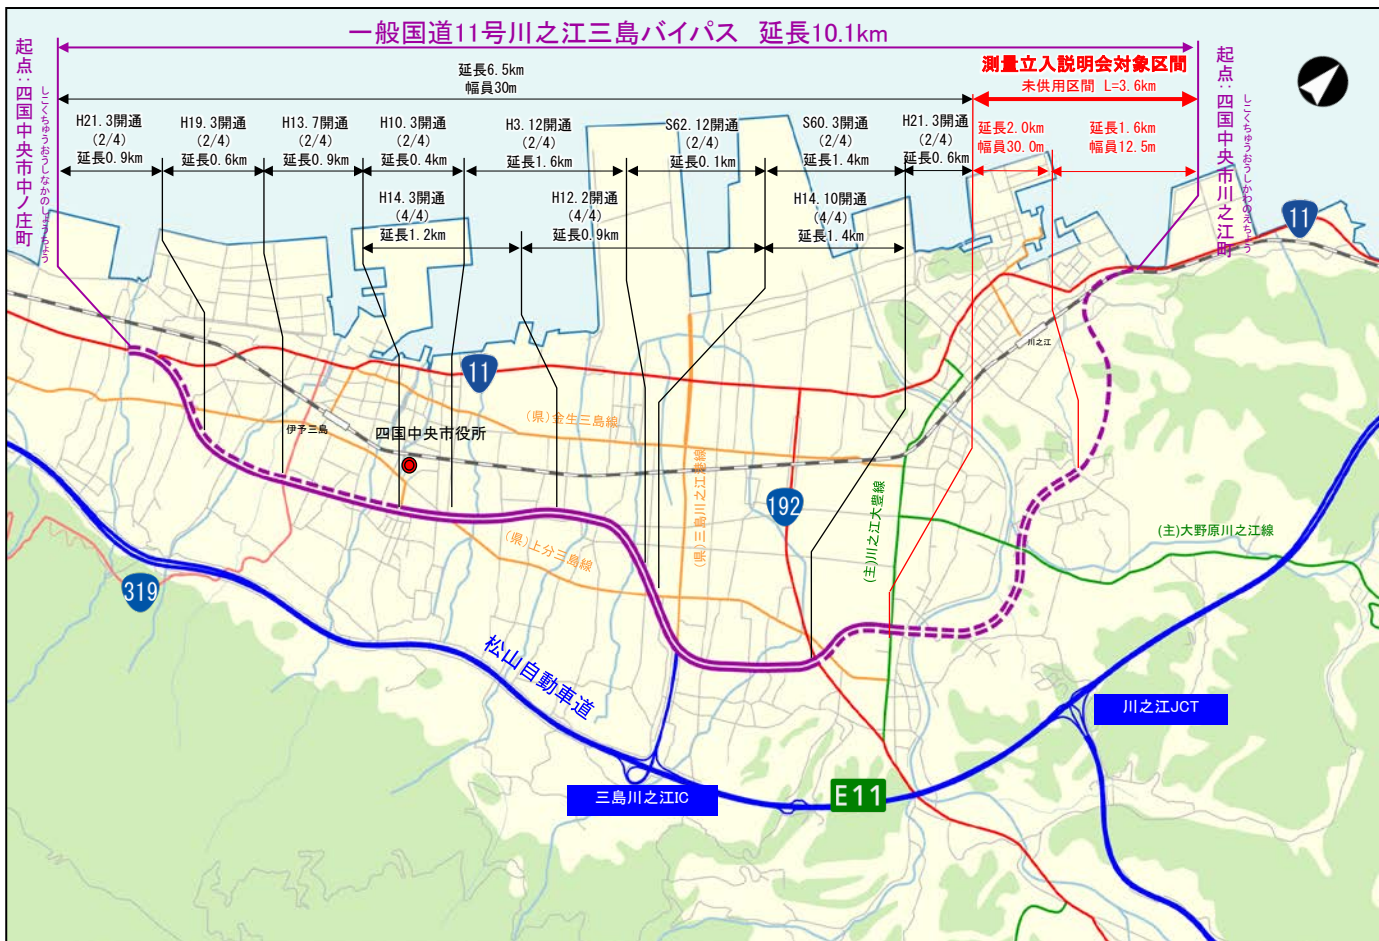 一般国道11号川之江三島バイパス 延長10.1km
起点:四国中央市中ノ庄町
しこくちゅうおうしなかのしょうちょう
起点:四国中央市川之江町
しこくちゅうおうしかわのえちょう
延長6.5km
幅員30m
測量立入説明会対象区間
未供用区間 L=3.6km
H21.3開通
(2/4)
延長0.9km
H19.3開通
(2/4)
延長0.6km
H13.7開通
(2/4)
延長0.9km
H10.3開通
(2/4)
延長0.4km
H3.12開通
(2/4)
延長1.6km
S62.12開通
(2/4)
延長0.1km
S60.3開通
(2/4)
延長1.4km
H21.3開通
(2/4)
延長0.6km
延長2.0km
幅員30.0m
延長1.6km
幅員12.5m
H14.3開通
(4/4)
延長1.2km
H12.2開通
(4/4)
延長0.9km
H14.10開通
(4/4)
延長1.4km
11
川之江
11
(県)金生三島線
伊予三島
四国中央市役所
(県)三島川之江港線
192
(主)川之江大豊線
(主)大野原川之江線
(県)上分三島線
319
松山自動車道
川之江JCT
三島川之江IC
E11